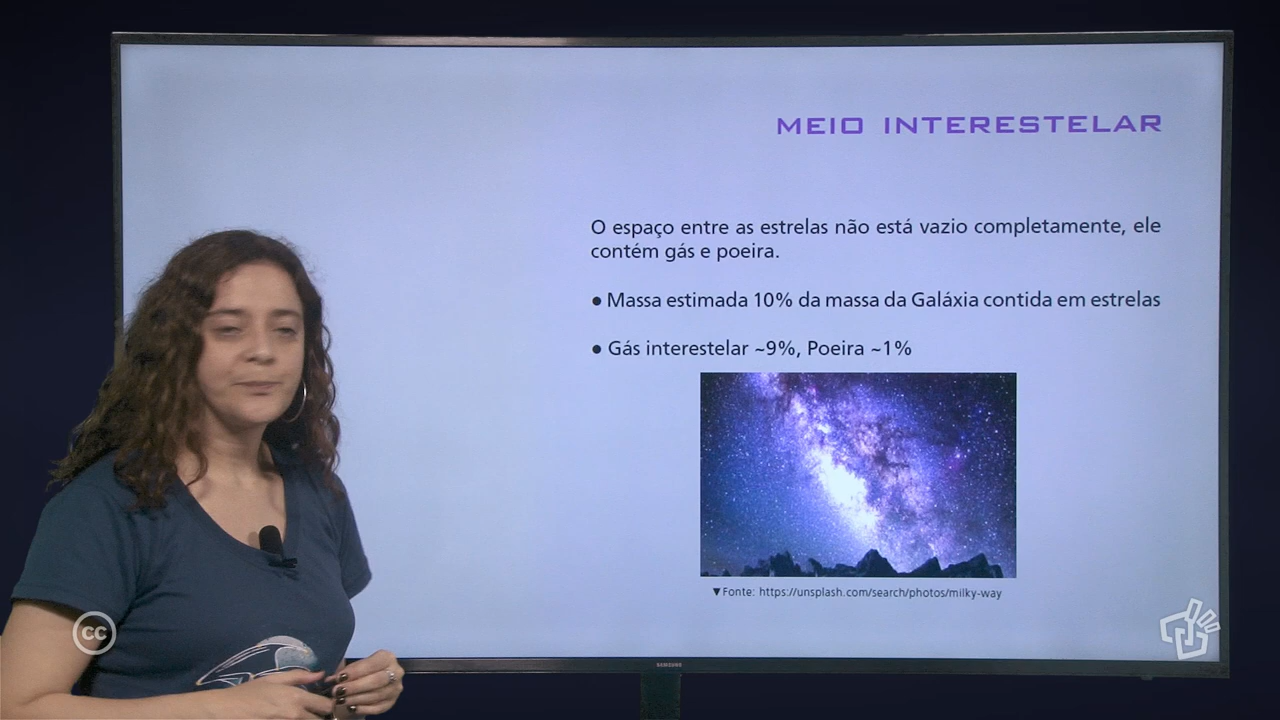 MEIO INTERESTELAR
O espaço entre as estrelas não está vazio completamente, ele
contém gás e poeira.
● Massa estimada 10% da massa da Galáxia contida em estrelas
● Gás interestelar ~9%, Poeira ~1%
▼Fonte: https://unsplash.com/search/photos/milky-way
cc
SAMSUNG